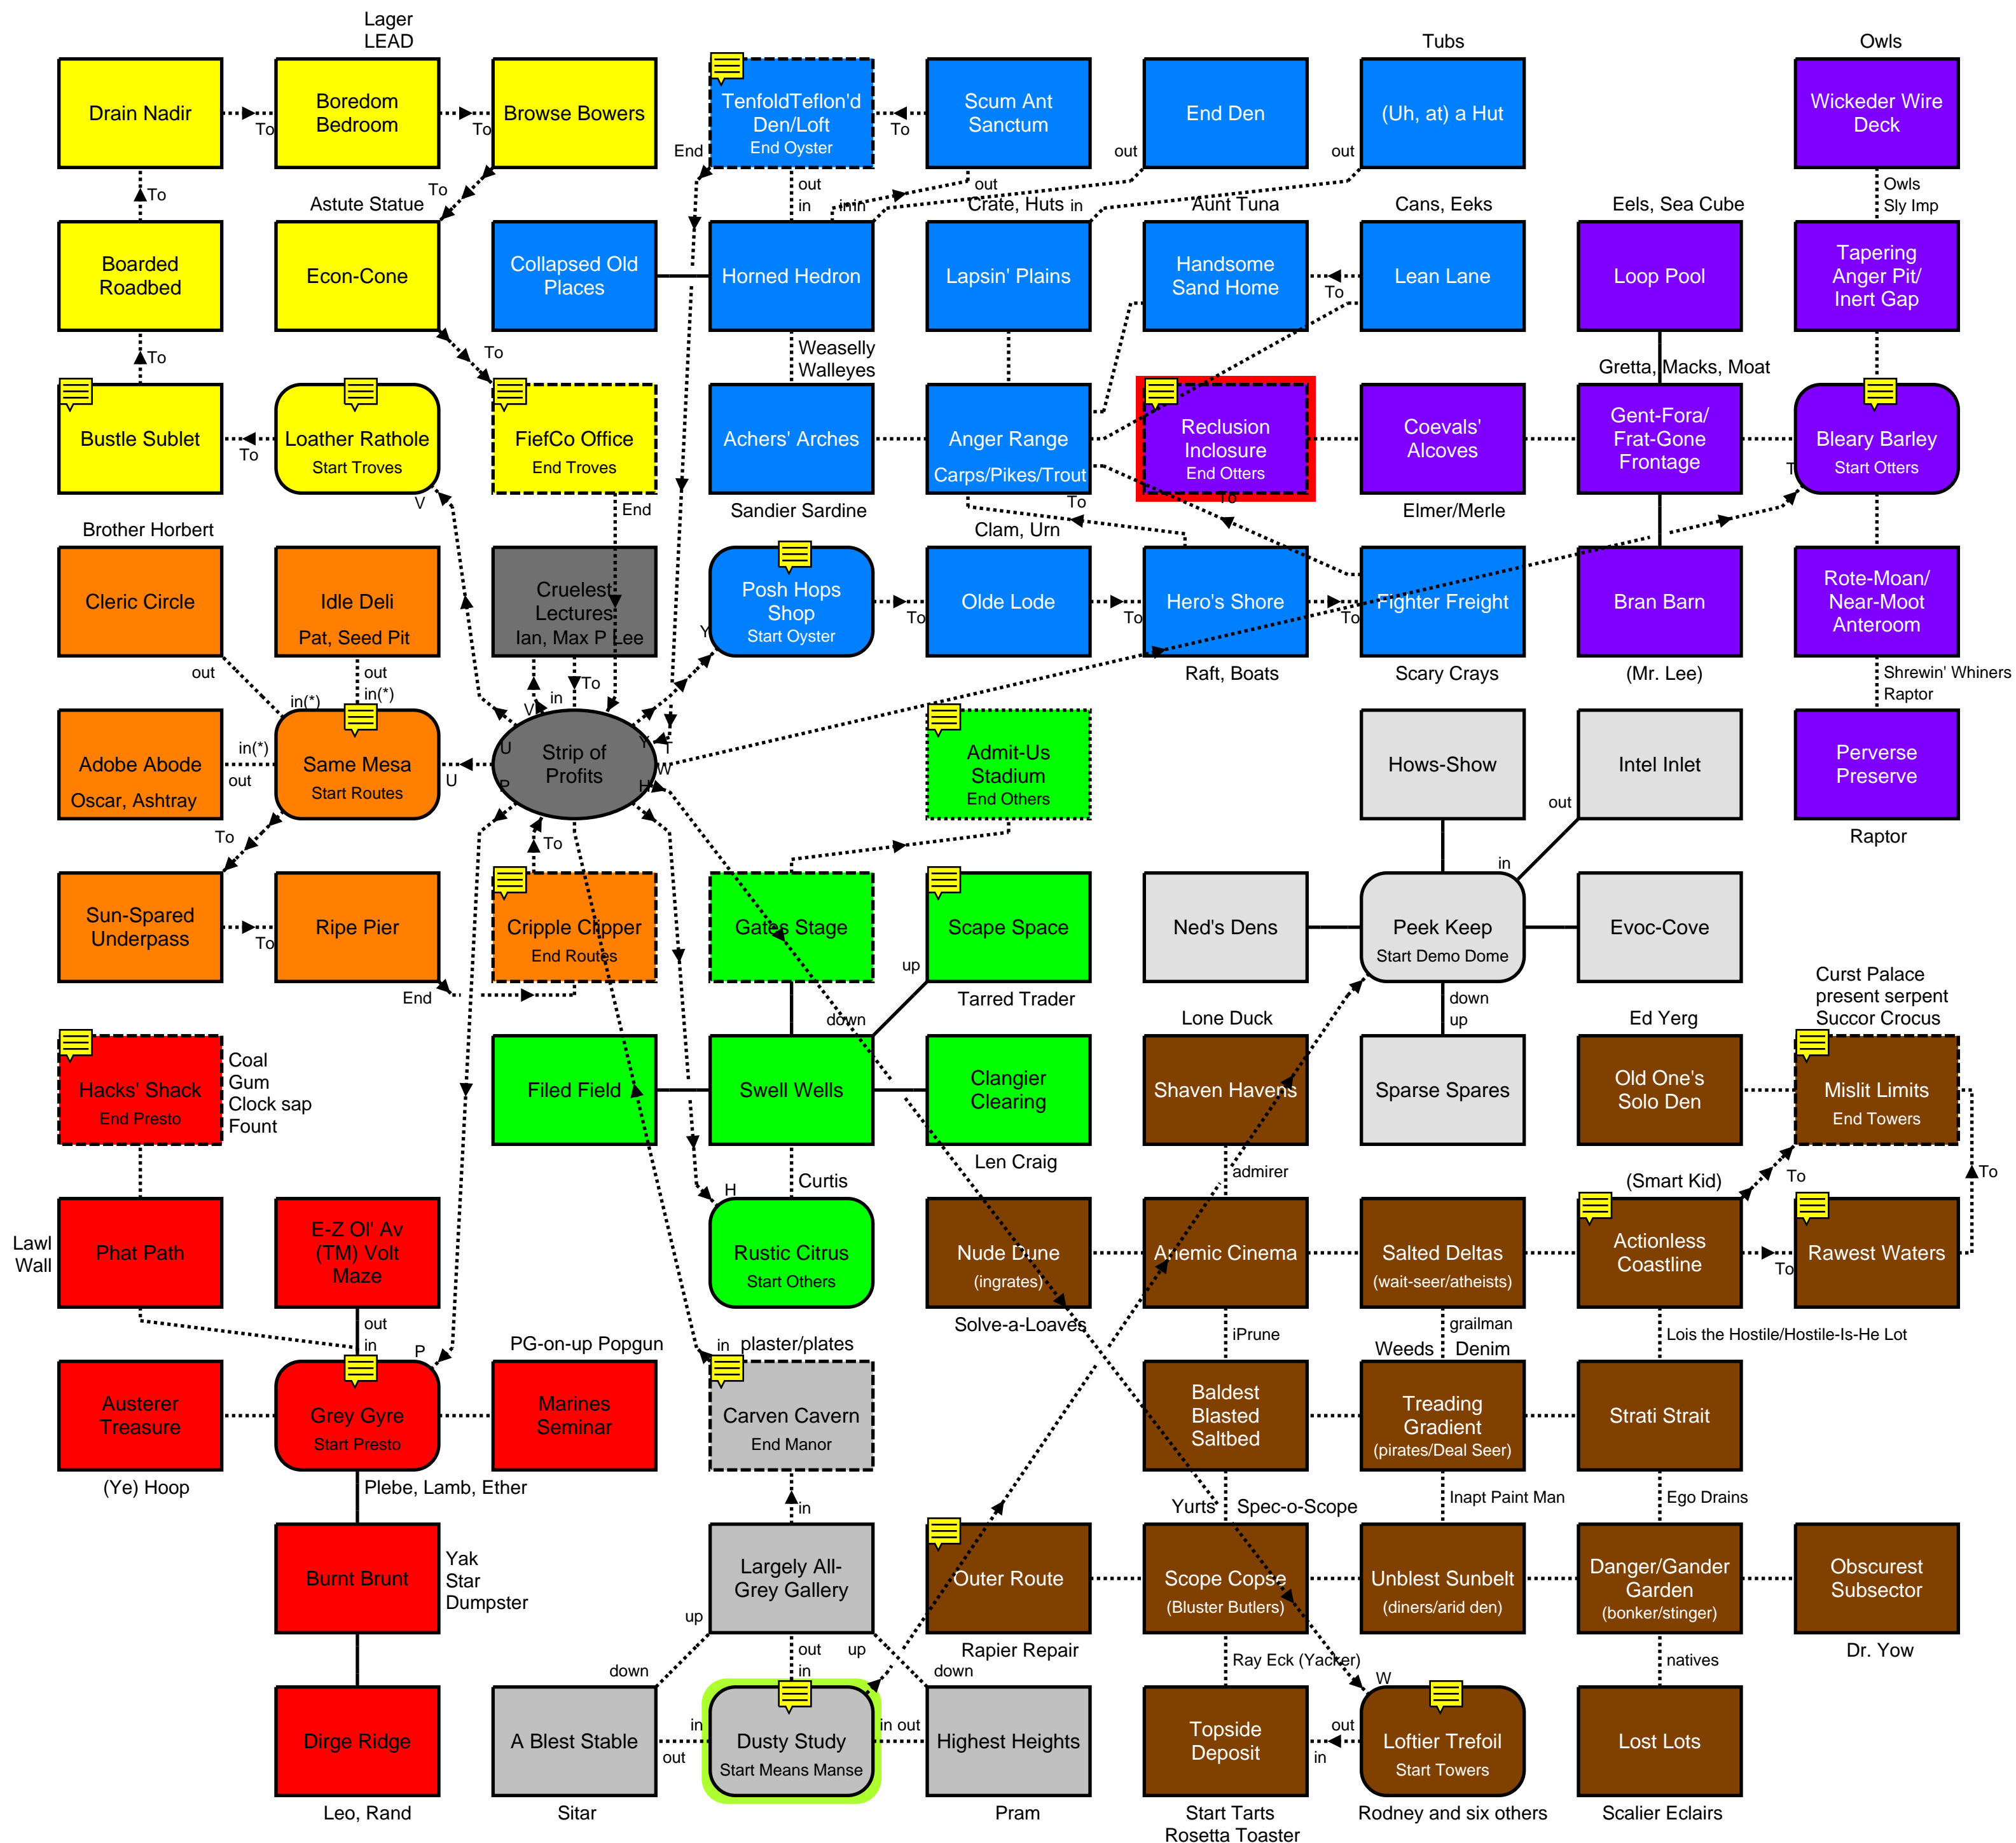 Lager
LEAD
Tubs
Owls
Drain Nadir
To
Boredom
Bedroom
To
Browse Bowers
TenfoldTeflon'd
Den/Loft
End Oyster
To
Scum Ant
Sanctum
End Den
(Uh, at) a Hut
Wickeder Wire
Deck
End
out
out
To
To
out
in
out
in
in
in
Owls
Sly Imp
Astute Statue
Crate, Huts
Aunt Tuna
Cans, Eeks
Eels, Sea Cube
Boarded
Roadbed
Econ-Cone
Collapsed Old
Places
Horned Hedron
Lapsin' Plains
Handsome
Sand Home
To
Lean Lane
Loop Pool
Tapering
Anger Pit/
Inert Gap
To
To
Weaselly
Walleyes
Gretta, Macks, Moat
Bustle Sublet
To
Loather Rathole
Start Troves
FiefCo Office
End Troves
Achers' Arches
Anger Range
Carps/Pikes/Trout
Reclusion
Inclosure
End Otters
Coevals'
Alcoves
Gent-Fora/
Frat-Gone
Frontage
Bleary Barley
Start Otters
T
V
End
Sandier Sardine
To
To
Elmer/Merle
Brother Horbert
Clam, Urn
Cleric Circle
Idle Deli
Pat, Seed Pit
Cruelest
Lectures
Ian, Max P Lee
Posh Hops
Shop
Start Oyster
Y
To
Olde Lode
To
Hero's Shore
To
Fighter Freight
Bran Barn
Rote-Moan/
Near-Moot
Anteroom
out
out
in(*)
in(*)
To
in
V
Raft, Boats
Scary Crays
(Mr. Lee)
Shrewin' Whiners
Raptor
Adobe Abode
Oscar, Ashtray
in(*)
out
Same Mesa
Start Routes
U
U
Strip of
Profits
Y
T
W
P
H
Admit-Us
Stadium
End Others
Hows-Show
Intel Inlet
Perverse
Preserve
out
in
To
To
Raptor
Sun-Spared
Underpass
To
Ripe Pier
Cripple Clipper
End Routes
Gates Stage
Scape Space
Ned's Dens
Peek Keep
Start Demo Dome
Evoc-Cove
End
up
down
Tarred Trader
down
up
Curst Palace
present serpent
Succor Crocus
Lone Duck
Ed Yerg
Hacks' Shack
End Presto
Coal
Gum
Clock sap
Fount
Filed Field
Swell Wells
Clangier
Clearing
Shaven Havens
Sparse Spares
Old One's
Solo Den
Mislit Limits
End Towers
Len Craig
admirer
To
To
H
Curtis
(Smart Kid)
Lawl
Wall
Phat Path
E-Z Ol' Av
(TM) Volt
Maze
Rustic Citrus
Start Others
Nude Dune
(ingrates)
Anemic Cinema
Salted Deltas
(wait-seer/atheists)
Actionless
Coastline
To
Rawest Waters
out
in
P
PG-on-up Popgun
in
plaster/plates
Solve-a-Loaves
iPrune
grailman
Weeds
Denim
Lois the Hostile/Hostile-Is-He Lot
Austerer
Treasure
Grey Gyre
Start Presto
Marines
Seminar
Carven Cavern
End Manor
Baldest
Blasted
Saltbed
Treading
Gradient
(pirates/Deal Seer)
Strati Strait
(Ye) Hoop
Plebe, Lamb, Ether
in
Yurts
Spec-o-Scope
Inapt Paint Man
Ego Drains
Burnt Brunt
Yak
Star
Dumpster
Largely All-
Grey Gallery
Outer Route
Scope Copse
(Bluster Butlers)
Unblest Sunbelt
(diners/arid den)
Danger/Gander
Garden
(bonker/stinger)
Obscurest
Subsector
up
down
out
in
up
down
Rapier Repair
Ray Eck (Yacker)
W
natives
Dr. Yow
Dirge Ridge
A Blest Stable
in
out
Dusty Study
Start Means Manse
in out
Highest Heights
Topside
Deposit
out
in
Loftier Trefoil
Start Towers
Lost Lots
Leo, Rand
Sitar
Pram
Start Tarts
Rosetta Toaster
Rodney and six others
Scalier Eclairs